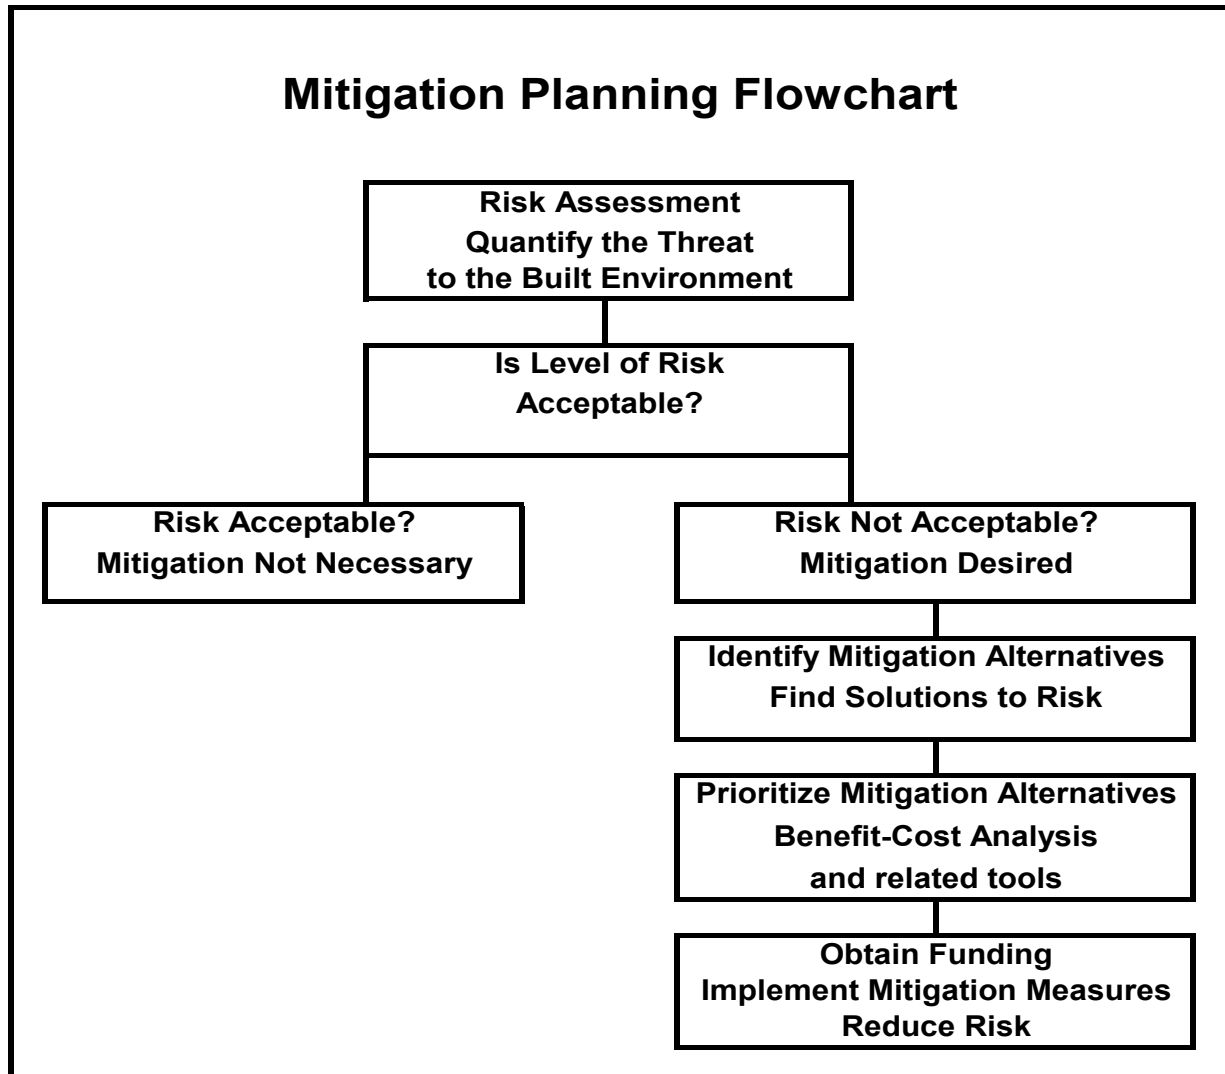 Mitigation Planning Flowchart
Risk Assessment
Quantify the Threat
to the Built Environment
Is Level of Risk
Acceptable?
Risk Acceptable?
Mitigation Not Necessary
Risk Not Acceptable?
Mitigation Desired
Identify Mitigation Alternatives
Find Solutions to Risk
Prioritize Mitigation Alternatives
Benefit-Cost Analysis
and related tools
Obtain Funding
Implement Mitigation Measures
Reduce Risk